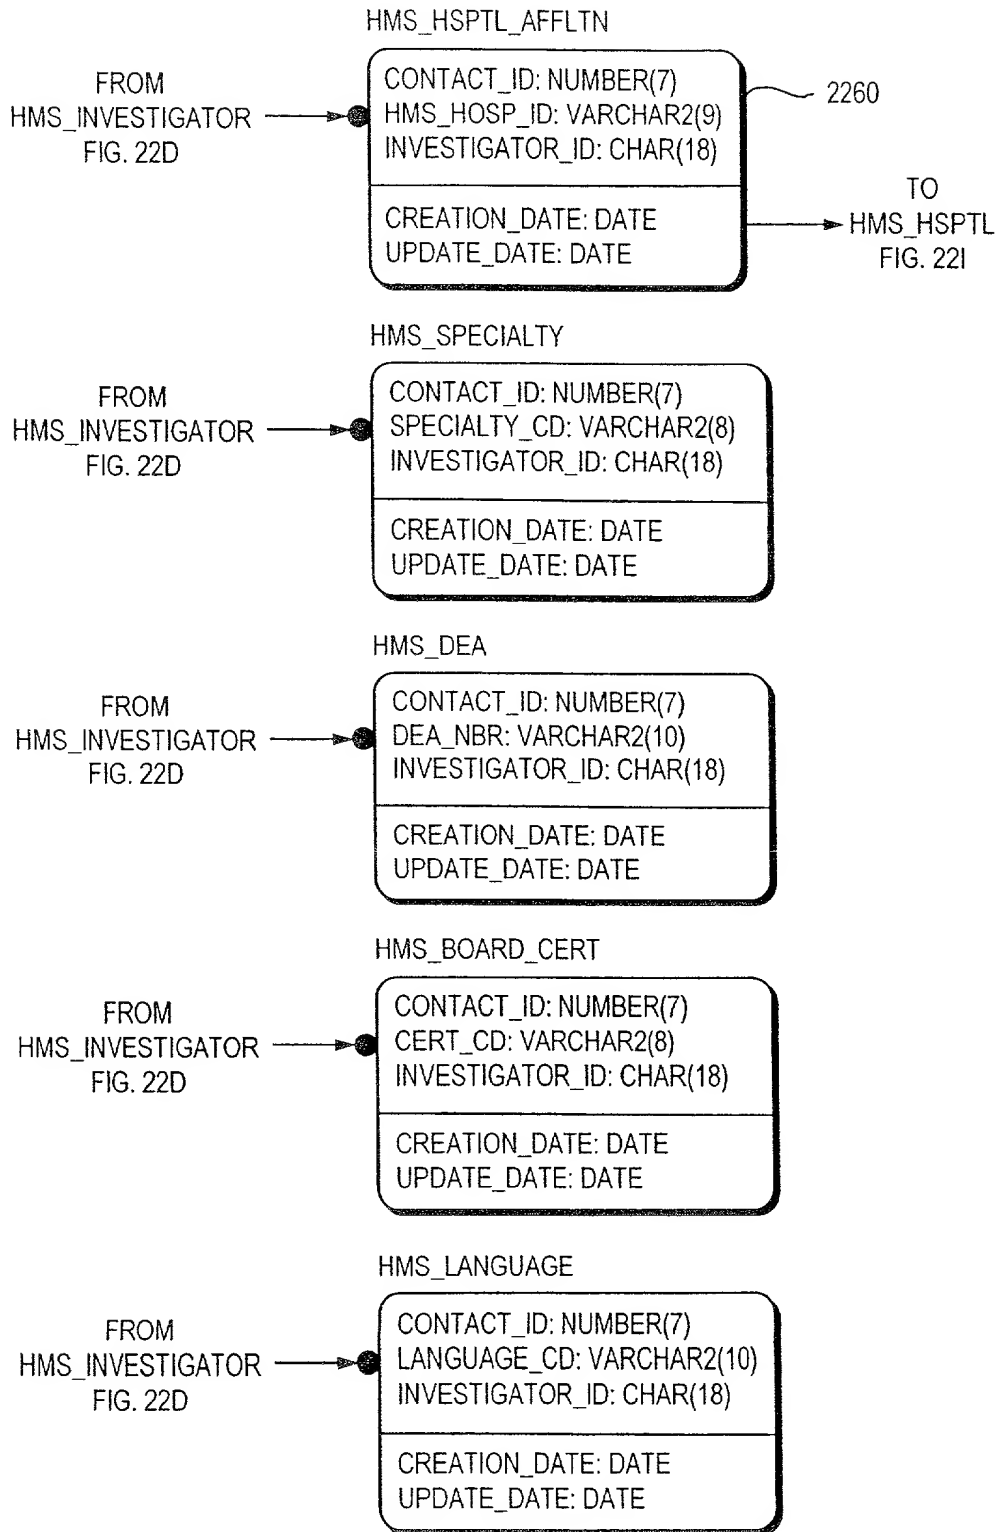 HMS_HSPTL_AFFLTN
FROM
HMS_INVESTIGATOR
FIG. 22D
CONTACT_ID: NUMBER(7)
HMS_HOSP_ID: VARCHAR2(9)
INVESTIGATOR_ID: CHAR(18)
CREATION_DATE: DATE
UPDATE_DATE: DATE
2260
TO
HMS_HSPTL
FIG. 22I
HMS_SPECIALTY
FROM
HMS_INVESTIGATOR
FIG. 22D
CONTACT_ID: NUMBER(7)
SPECIALTY_CD: VARCHAR2(8)
INVESTIGATOR_ID: CHAR(18)
CREATION_DATE: DATE
UPDATE_DATE: DATE
HMS_DEA
FROM
HMS_INVESTIGATOR
FIG. 22D
CONTACT_ID: NUMBER(7)
DEA_NBR: VARCHAR2(10)
INVESTIGATOR_ID: CHAR(18)
CREATION_DATE: DATE
UPDATE_DATE: DATE
HMS_BOARD_CERT
FROM
HMS_INVESTIGATOR
FIG. 22D
CONTACT_ID: NUMBER(7)
CERT_CD: VARCHAR2(8)
INVESTIGATOR_ID: CHAR(18)
CREATION_DATE: DATE
UPDATE_DATE: DATE
HMS_LANGUAGE
FROM
HMS_INVESTIGATOR
FIG. 22D
CONTACT_ID: NUMBER(7)
LANGUAGE_CD: VARCHAR2(10)
INVESTIGATOR_ID: CHAR(18)
CREATION_DATE: DATE
UPDATE_DATE: DATE